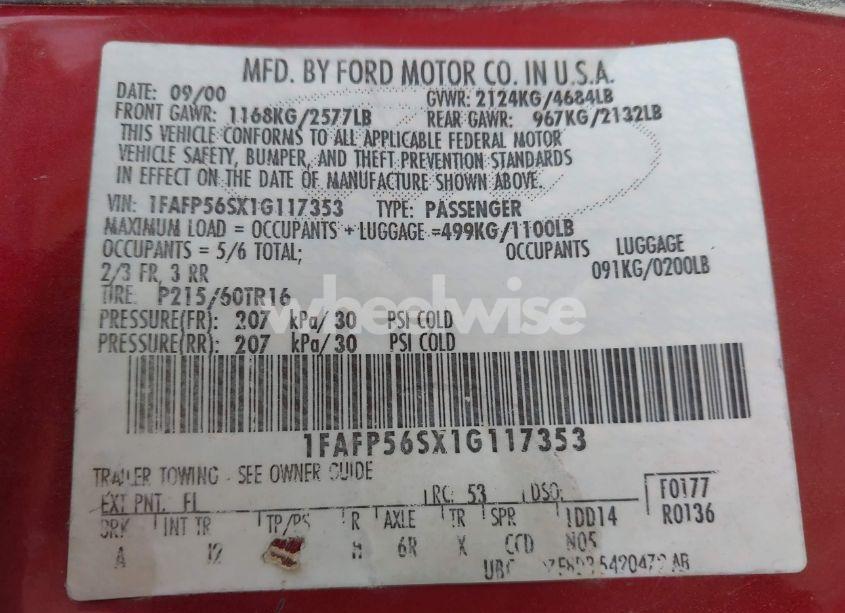 MFD. BY FORD MOTOR CO. IN U.S.A.
DATE: 09/00 GVWR: 2124KG/4684LB
FRONT GAWR: 1168KG/2577LB REAR GAWR: 967KG/2132LB
THIS VEHICLE CONFORMS TO ALL APPLICABLE FEDERAL MOTOR
VEHICLE SAFETY, BUMPER, AND THEFT PREVENTION STANDARDS
IN EFFECT ON THE DATE OF MANUFACTURE SHOWN ABOVE.
VIN: 1FAFP56SX1G117353 TYPE: PASSENGER
MAXIMUM LOAD = OCCUPANTS + LUGGAGE =499KG/1100LB
OCCUPANTS = 5/6 TOTAL; OCCUPANTS LUGGAGE
2/3 FR, 3 RR 091KG/0200LB
TIRE: P215/60TR16
wheelwise
PRESSURE(FR): 207 kPa/30 PSI COLD
PRESSURE(RR): 207 kPa/30 PSI COLD
1FAFP56SX1G117353
TRAILER TOWING - SEE OWNER GUIDE
EXT PNT: FL RC: 53 DSO: F0177
BRK INT TR TP/PS R AXLE TR SPR 1DD14 R0136
A I2 H 6R X CCD N05
UBC